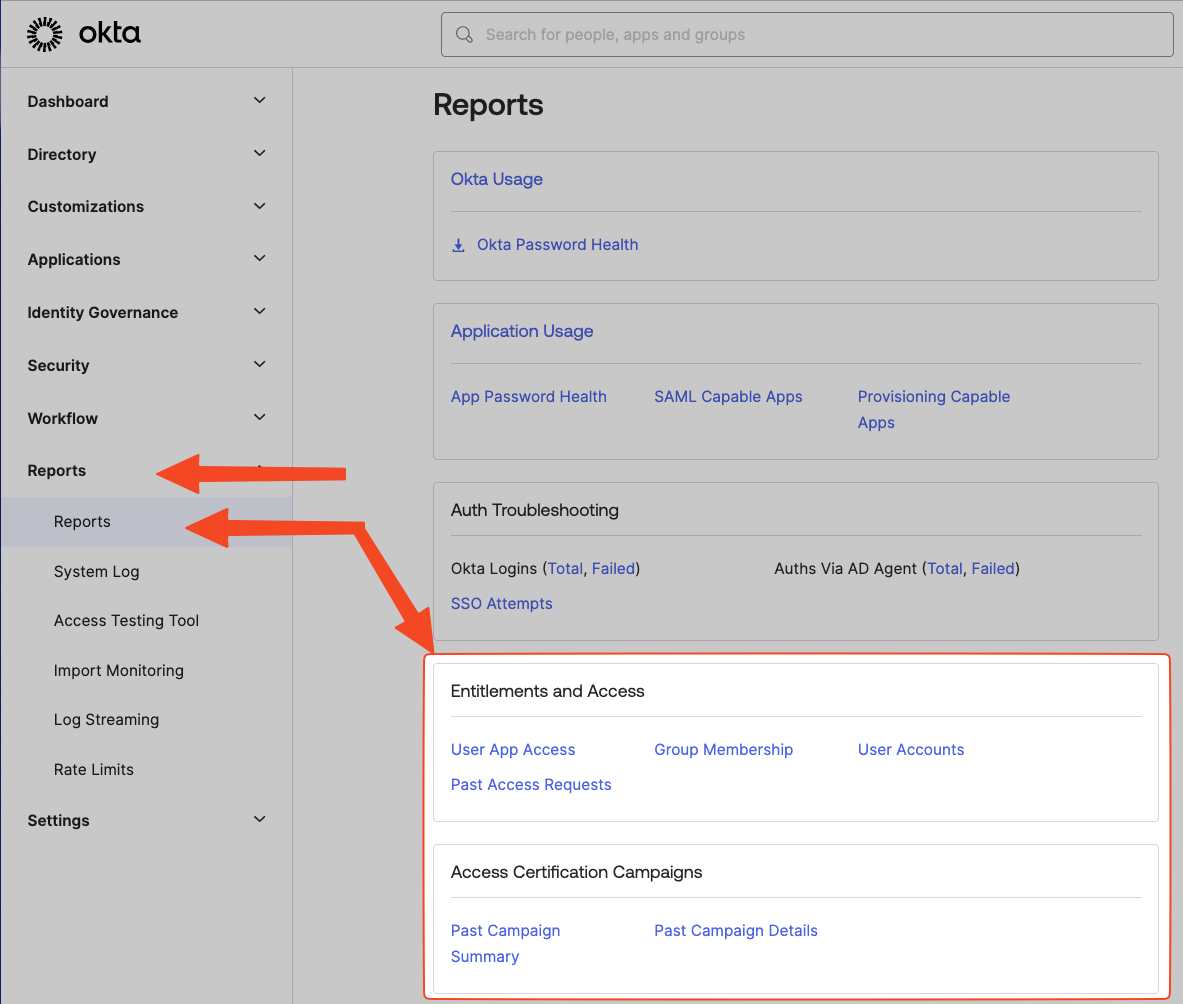 okta
Search for people, apps and groups
Dashboard
Directory
Customizations
Applications
Identity Governance
Security
Workflow
Reports
Reports
System Log
Access Testing Tool
Import Monitoring
Log Streaming
Rate Limits
Settings
Reports
Okta Usage
Okta Password Health
Application Usage
App Password Health
SAML Capable Apps
Provisioning Capable
Apps
Auth Troubleshooting
Okta Logins (Total, Failed)
Auths Via AD Agent (Total, Failed)
SSO Attempts
Entitlements and Access
User App Access
Group Membership
User Accounts
Past Access Requests
Access Certification Campaigns
Past Campaign
Summary
Past Campaign Details